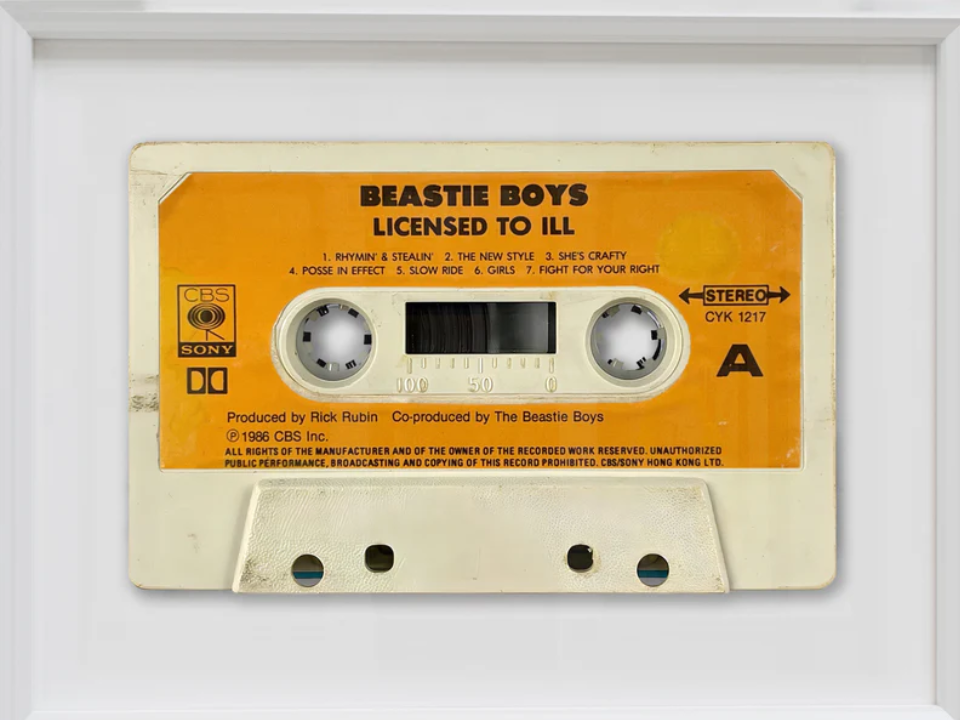 BEASTIE BOYS
LICENSED TO ILL
1. RHYMIN' & STEALIN' 2. THE NEW STYLE 3. SHE'S CRAFTY
4. POSSE IN EFFECT 5. SLOW RIDE 6. GIRLS 7. FIGHT FOR YOUR RIGHT
CBS
SONY
STEREO
CYK 1217
A
100 50 0
Produced by Rick Rubin Co-produced by The Beastie Boys
℗1986 CBS Inc.
ALL RIGHTS OF THE MANUFACTURER AND OF THE OWNER OF THE RECORDED WORK RESERVED. UNAUTHORIZED
PUBLIC PERFORMANCE, BROADCASTING AND COPYING OF THIS RECORD PROHIBITED. CBS/SONY HONG KONG LTD.